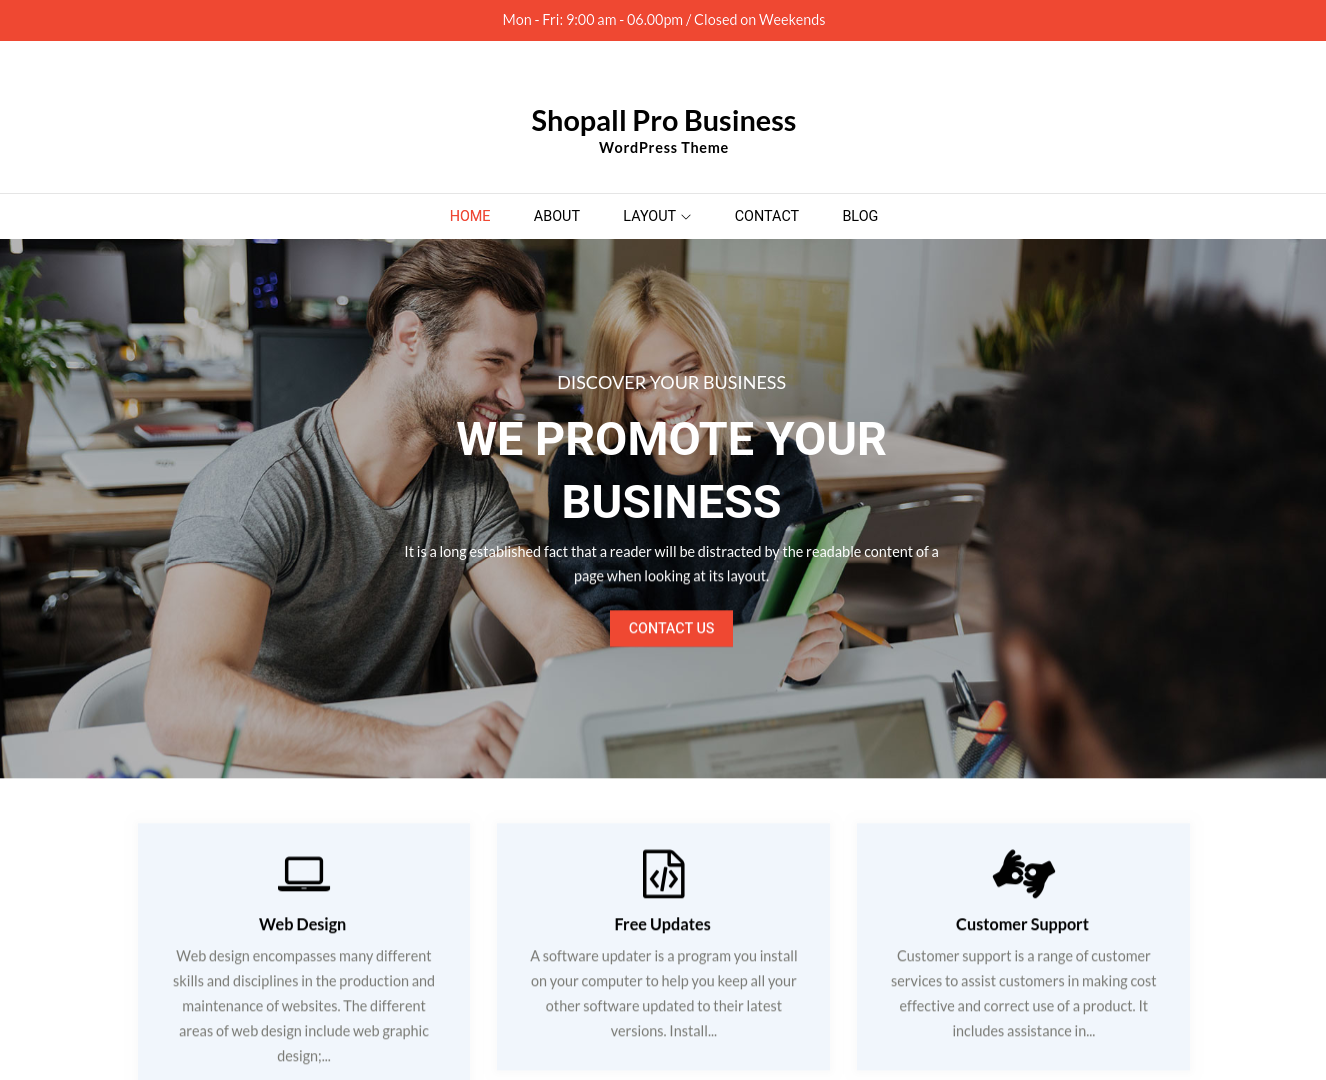 Mon - Fri: 9:00 am - 06.00pm / Closed on Weekends
Shopall Pro Business
WordPress Theme
HOME ABOUT LAYOUT CONTACT BLOG
DISCOVER YOUR BUSINESS
WE PROMOTE YOUR
BUSINESS
It is a long established fact that a reader will be distracted by the readable content of a
page when looking at its layout.
CONTACT US
Web Design
Web design encompasses many different
skills and disciplines in the production and
maintenance of websites. The different
areas of web design include web graphic
design;...
Free Updates
A software updater is a program you install
on your computer to help you keep all your
other software updated to their latest
versions. Install...
Customer Support
Customer support is a range of customer
services to assist customers in making cost
effective and correct use of a product. It
includes assistance in...